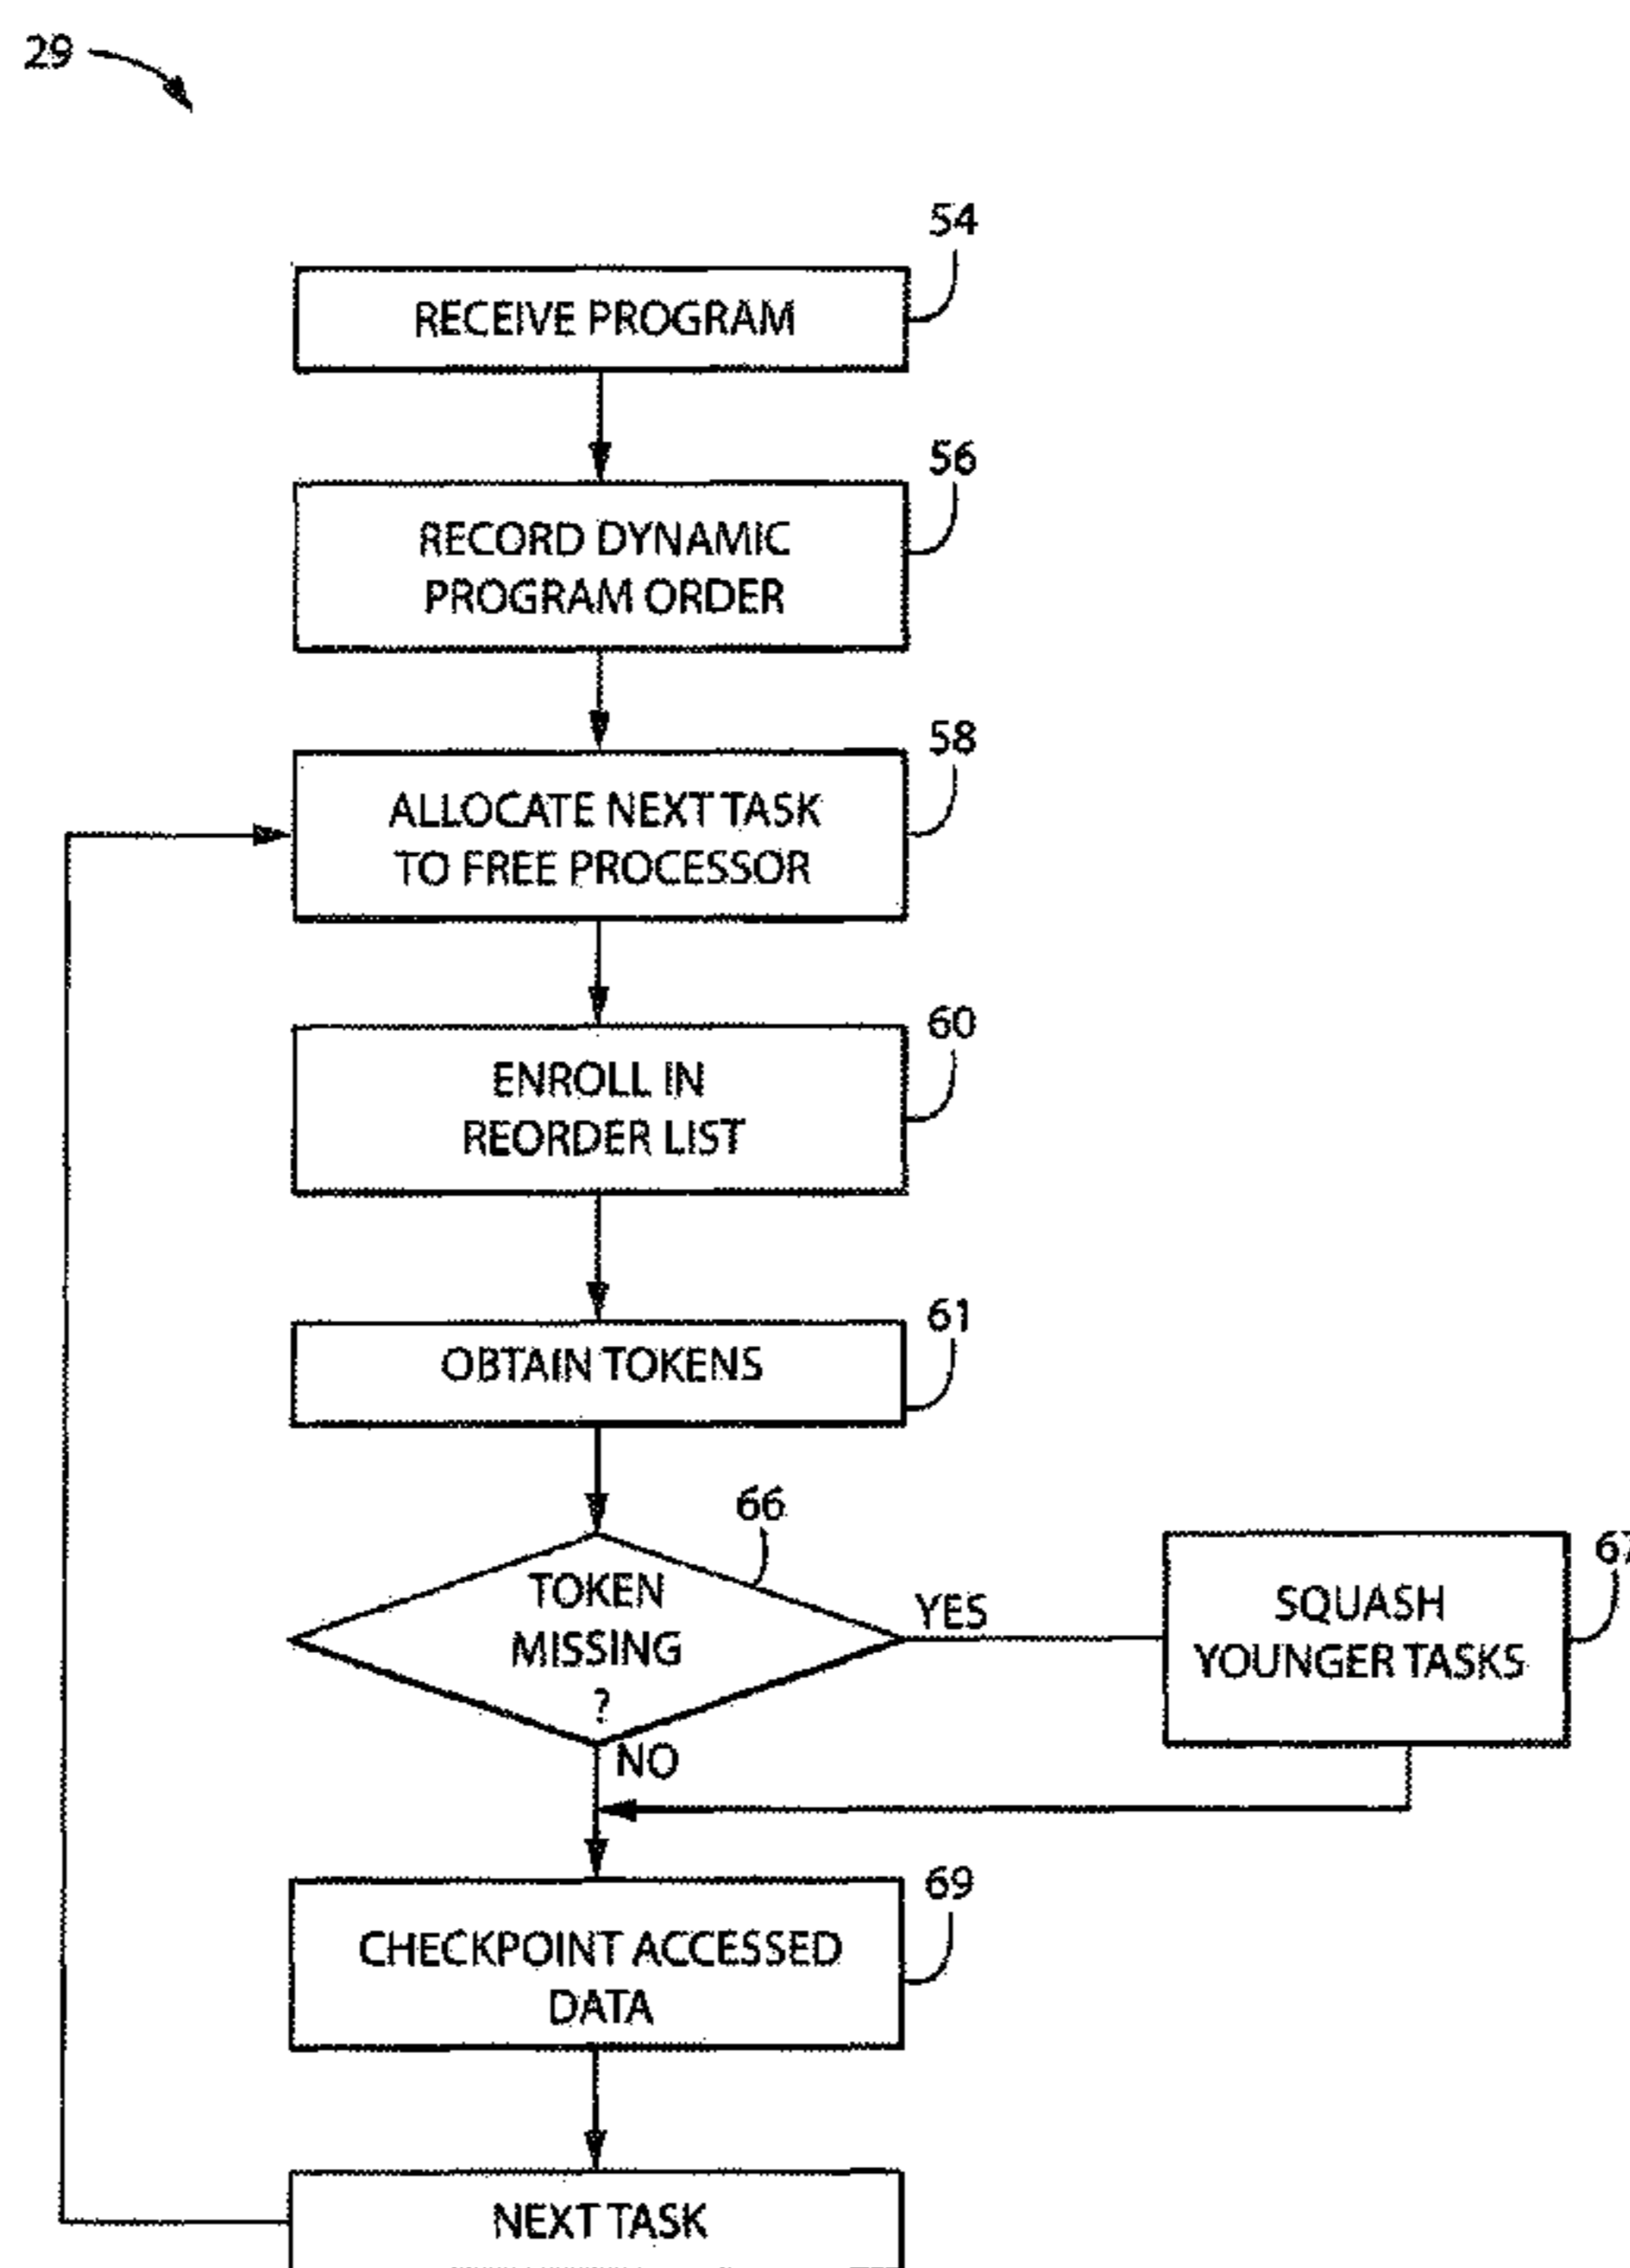 29
54
RECEIVE PROGRAM
56
RECORD DYNAMIC
PROGRAM ORDER
58
ALLOCATE NEXT TASK
TO FREE PROCESSOR
60
ENROLL IN
REORDER LIST
61
OBTAIN TOKENS
66
TOKEN
MISSING
?
YES
67
SQUASH
YOUNGER TASKS
NO
69
CHECKPOINT ACCESSED
DATA
NEXT TASK